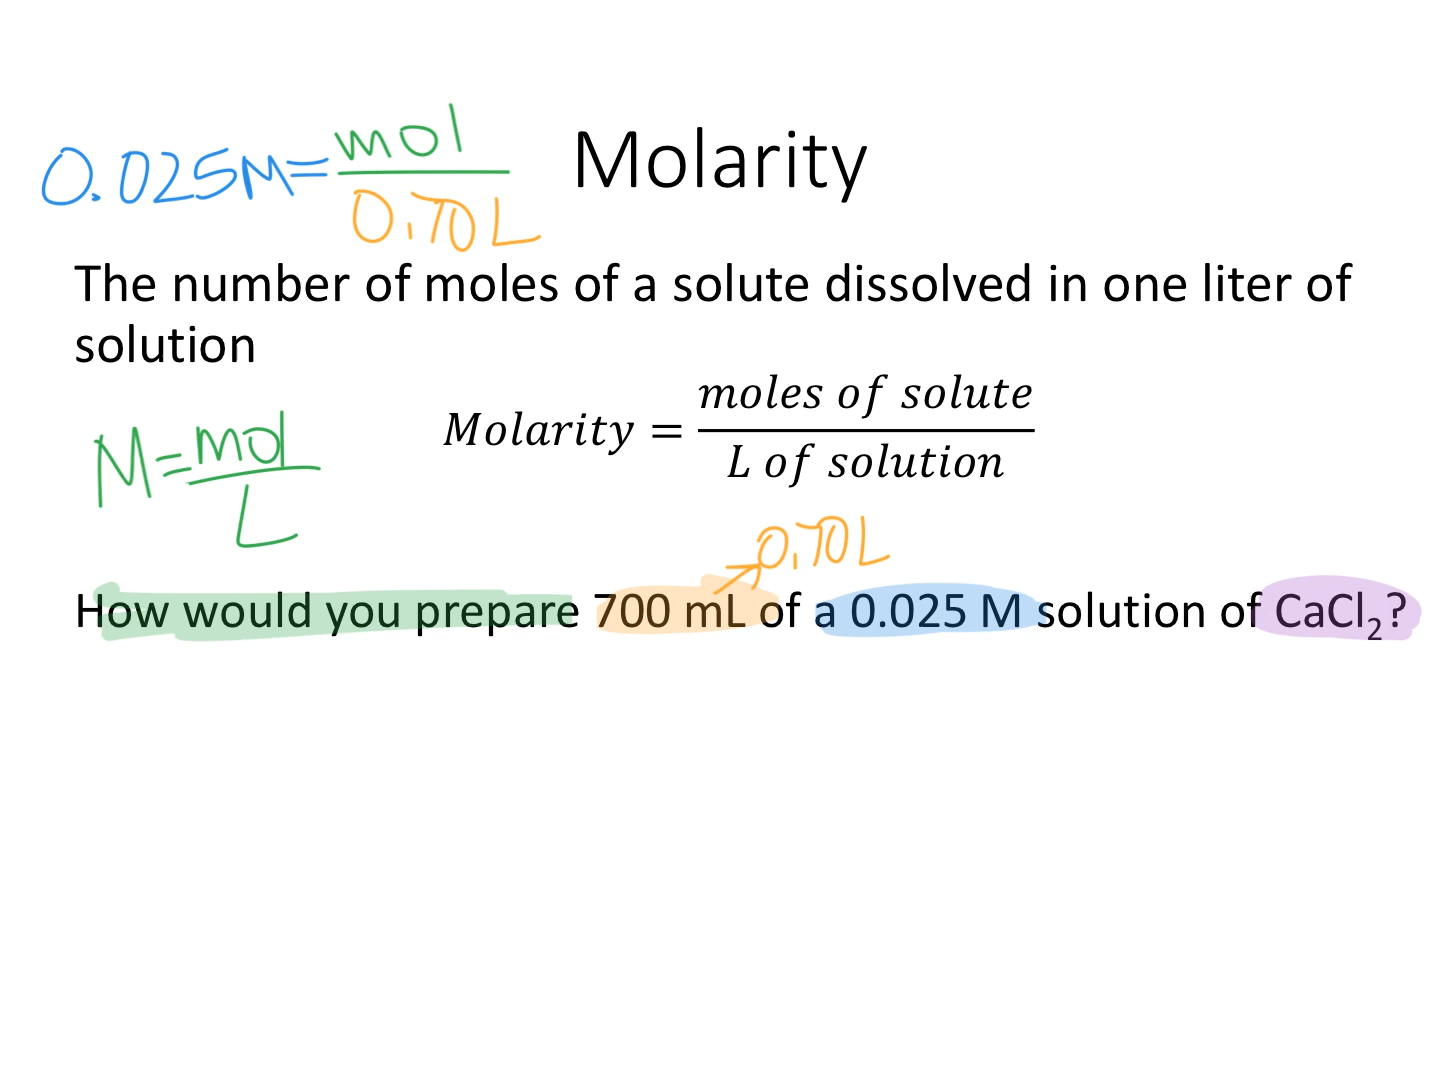 0.025M = mol / 0.70L
Molarity
The number of moles of a solute dissolved in one liter of
solution
Molarity = moles of solute / L of solution
M = mol / L
0.70L
How would you prepare 700 mL of a 0.025 M solution of CaCl₂?